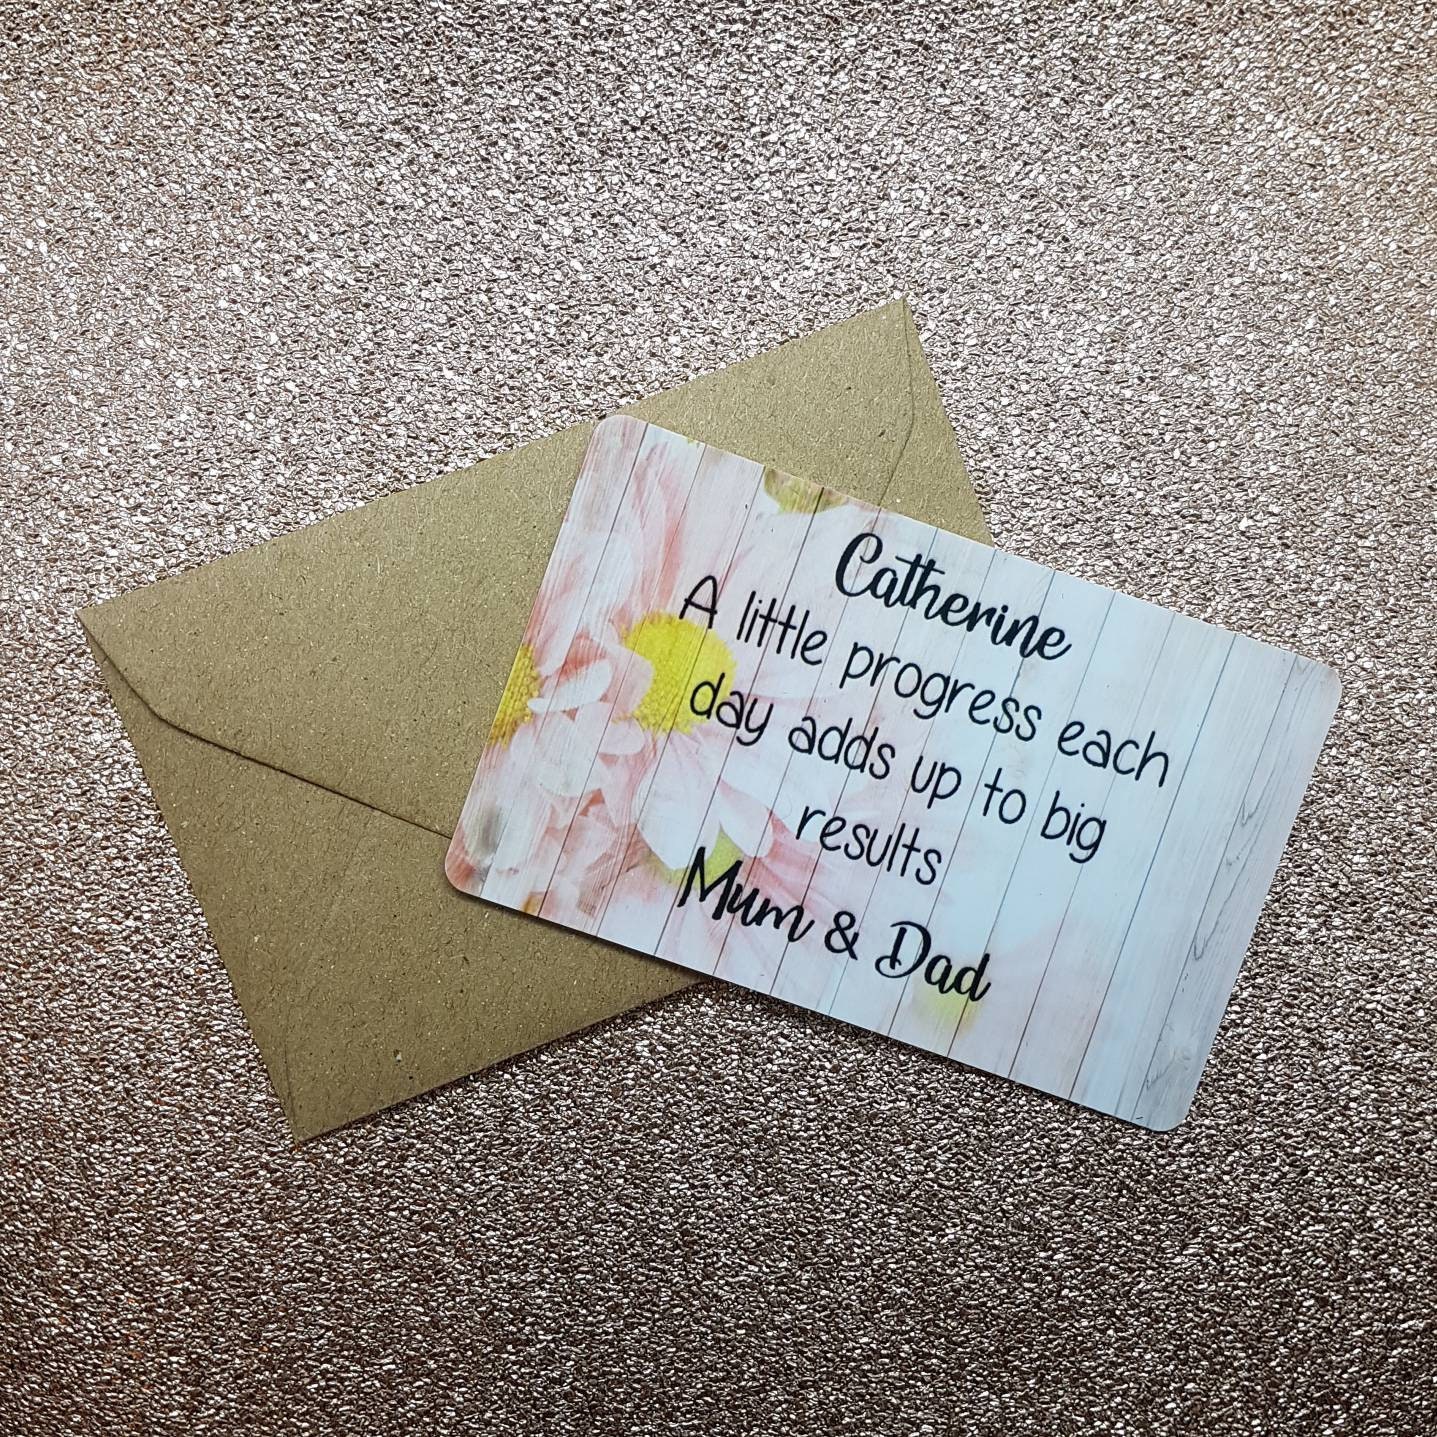 Catherine
A little progress each
day adds up to big
results
Mum & Dad